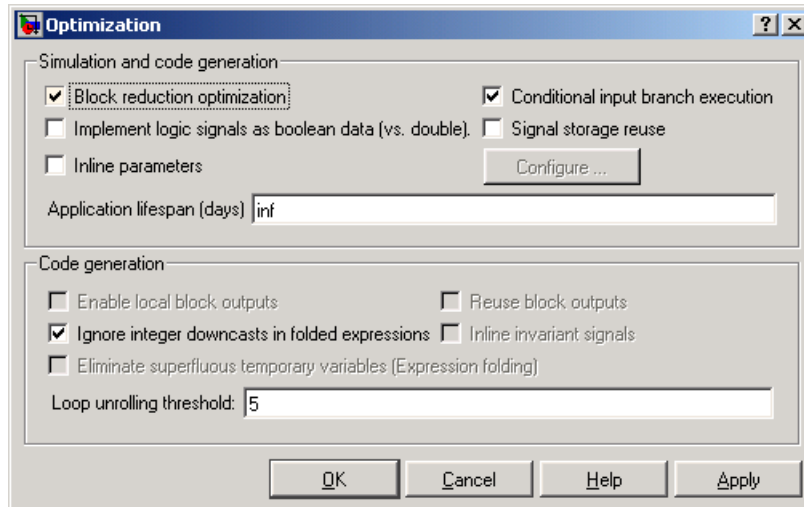 Optimization
Simulation and code generation
Block reduction optimization
Conditional input branch execution
Implement logic signals as boolean data (vs. double).
Signal storage reuse
Inline parameters
Configure ...
Application lifespan (days) inf
Code generation
Enable local block outputs
Reuse block outputs
Ignore integer downcasts in folded expressions
Inline invariant signals
Eliminate superfluous temporary variables (Expression folding)
Loop unrolling threshold: 5
OK
Cancel
Help
Apply